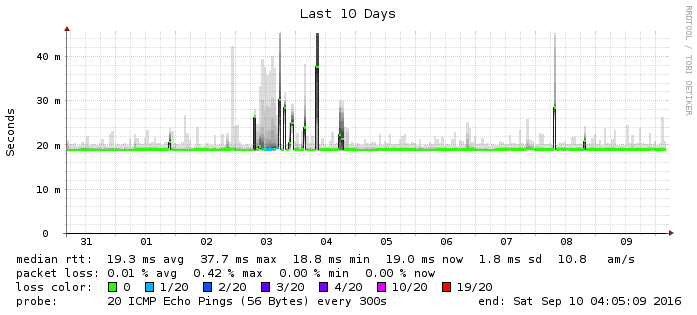 Last 10 Days
RRDTOOL / TOBI OETIKER
Seconds
40 m
30 m
20 m
10 m
0
31 01 02 03 04 05 06 07 08 09
median rtt: 19.3 ms avg 37.7 ms max 18.8 ms min 19.0 ms now 1.8 ms sd 10.8 am/s
packet loss: 0.01 % avg 0.42 % max 0.00 % min 0.00 % now
loss color: 0 1/20 2/20 3/20 4/20 10/20 19/20
probe: 20 ICMP Echo Pings (56 Bytes) every 300s end: Sat Sep 10 04:05:09 2016